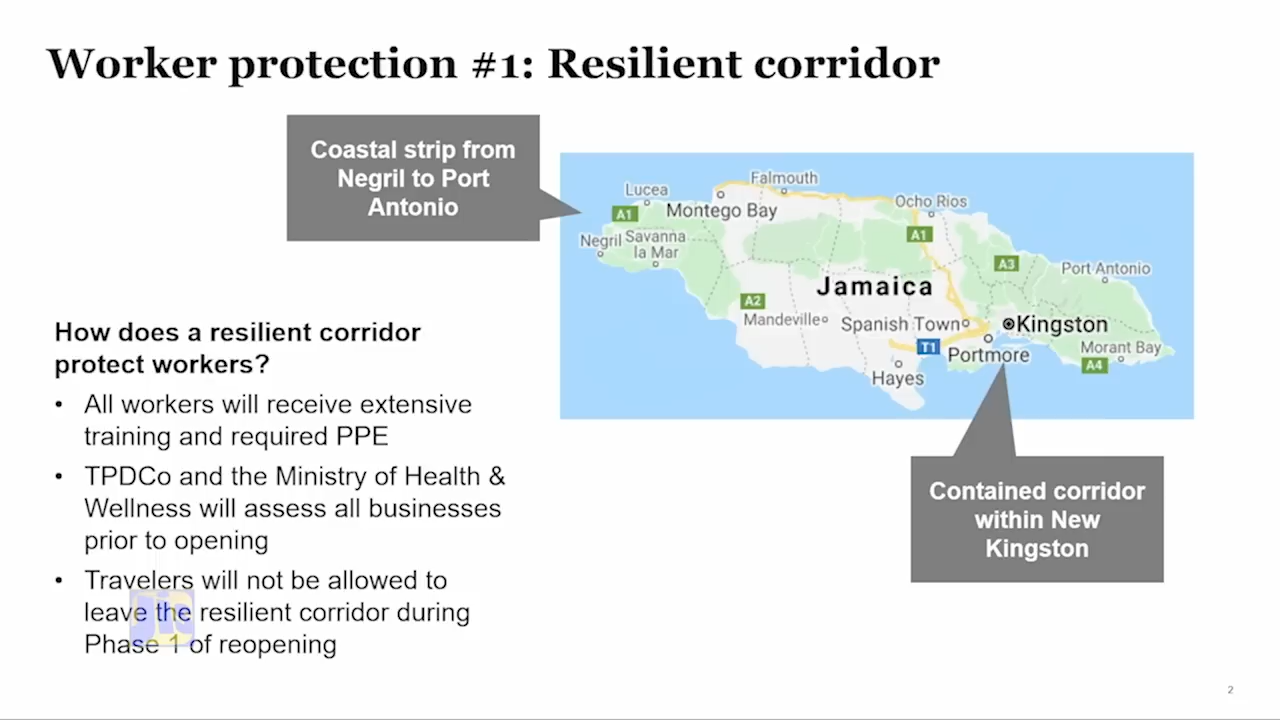 Worker protection #1: Resilient corridor
Coastal strip from
Negril to Port
Antonio
Lucea
Falmouth
A1
Montego Bay
Ocho Rios
Negril
Savanna
la Mar
A1
A3
Port Antonio
Jamaica
A2
Mandeville
Spanish Town
Kingston
T1
Portmore
Morant Bay
A4
Hayes
How does a resilient corridor
protect workers?
• All workers will receive extensive
training and required PPE
• TPDCo and the Ministry of Health &
Wellness will assess all businesses
prior to opening
• Travelers will not be allowed to
leave the resilient corridor during
Phase 1 of reopening
jis
Contained corridor
within New
Kingston
2